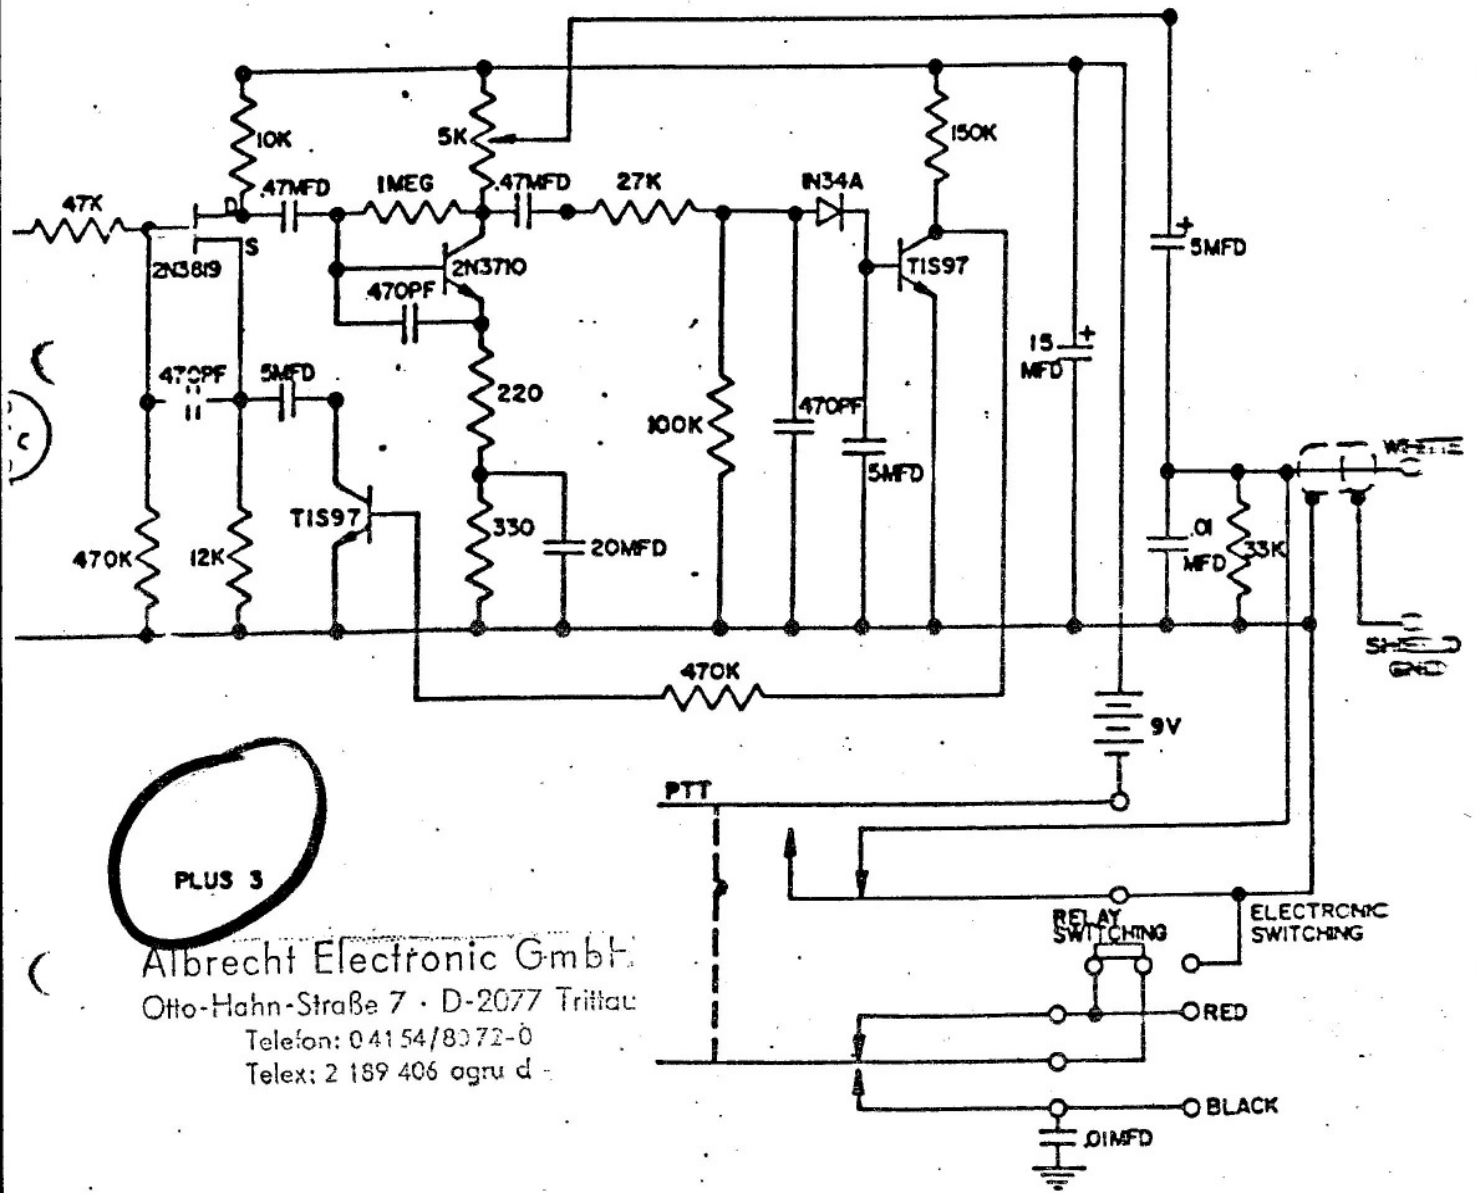 5K
10K
150K
.47MFD
1MEG
.47MFD
27K
1N34A
47K
D
S
2N3819
2N3710
TIS97
5MFD
+
470PF
15
MFD
+
470PF
5MFD
220
100K
470PF
5MFD
C
TIS97
330
20MFD
470K
12K
.01
MFD
33K
470K
9V
PTT
PLUS 3
RELAY
SWITCHING
ELECTRONIC
SWITCHING
RED
BLACK
.01MFD
Albrecht Electronic GmbH
Otto-Hahn-Straße 7 · D-2077 Trittau
Telefon: 04154/8072-0
Telex: 2 189 406 agru d